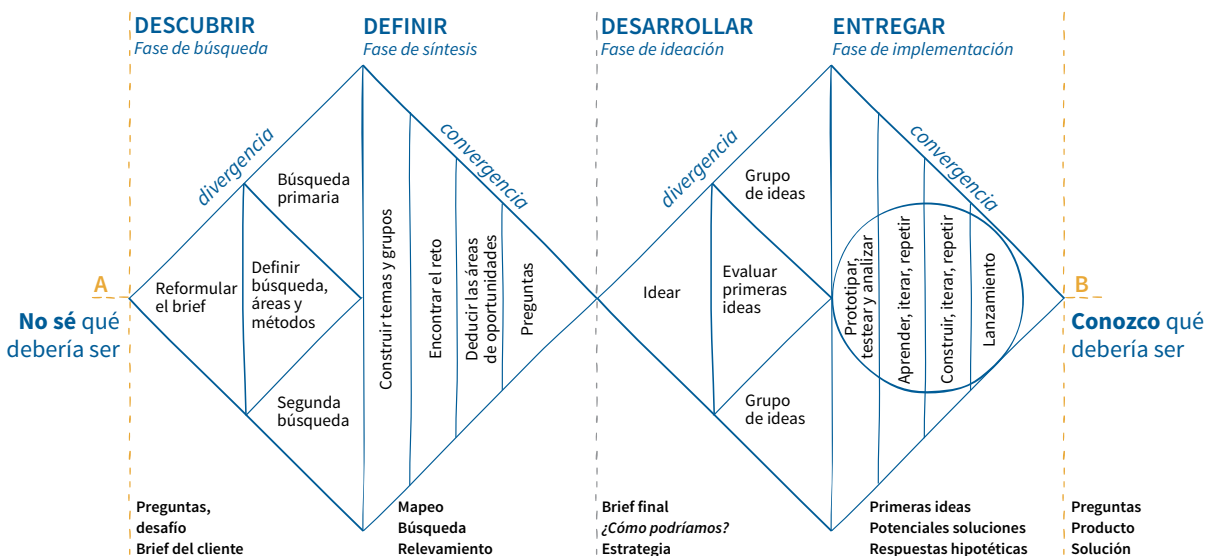 DESCUBRIR
Fase de búsqueda
DEFINIR
Fase de síntesis
DESARROLLAR
Fase de ideación
ENTREGAR
Fase de implementación
divergencia
convergencia
divergencia
convergencia
A
No sé qué
debería ser
Reformular
el brief
Búsqueda
primaria
Definir
búsqueda,
áreas y
métodos
Segunda
búsqueda
Construir temas y grupos
Encontrar el reto
Deducir las áreas
de oportunidades
Preguntas
Idear
Grupo
de ideas
Evaluar
primeras
ideas
Grupo
de ideas
Prototipar,
testear y analizar
Aprender, iterar, repetir
Construir, iterar, repetir
Lanzamiento
B
Conozco qué
debería ser
Preguntas,
desafío
Brief del cliente
Mapeo
Búsqueda
Relevamiento
Brief final
¿Cómo podríamos?
Estrategia
Primeras ideas
Potenciales soluciones
Respuestas hipotéticas
Preguntas
Producto
Solución